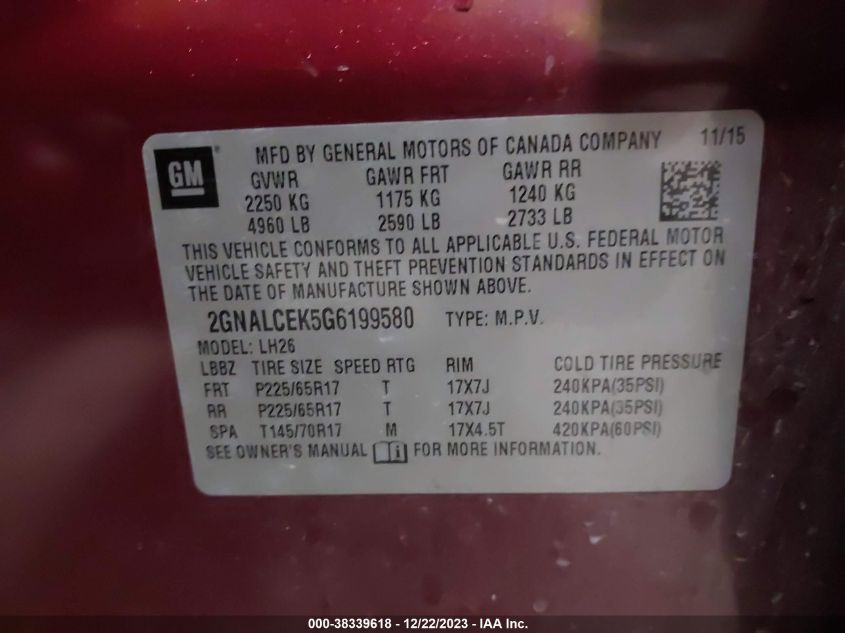 GM
MFD BY GENERAL MOTORS OF CANADA COMPANY 11/15
GVWR GAWR FRT GAWR RR
2250 KG 1175 KG 1240 KG
4960 LB 2590 LB 2733 LB
THIS VEHICLE CONFORMS TO ALL APPLICABLE U.S. FEDERAL MOTOR
VEHICLE SAFETY AND THEFT PREVENTION STANDARDS IN EFFECT ON
THE DATE OF MANUFACTURE SHOWN ABOVE.
2GNALCEK5G6199580 TYPE: M.P.V.
MODEL: LH26
LBBZ TIRE SIZE SPEED RTG RIM COLD TIRE PRESSURE
FRT P225/65R17 T 17X7J 240KPA(35PSI)
RR P225/65R17 T 17X7J 240KPA(35PSI)
SPA T145/70R17 M 17X4.5T 420KPA(60PSI)
SEE OWNER'S MANUAL i FOR MORE INFORMATION.
000-38339618 - 12/22/2023 - IAA Inc.